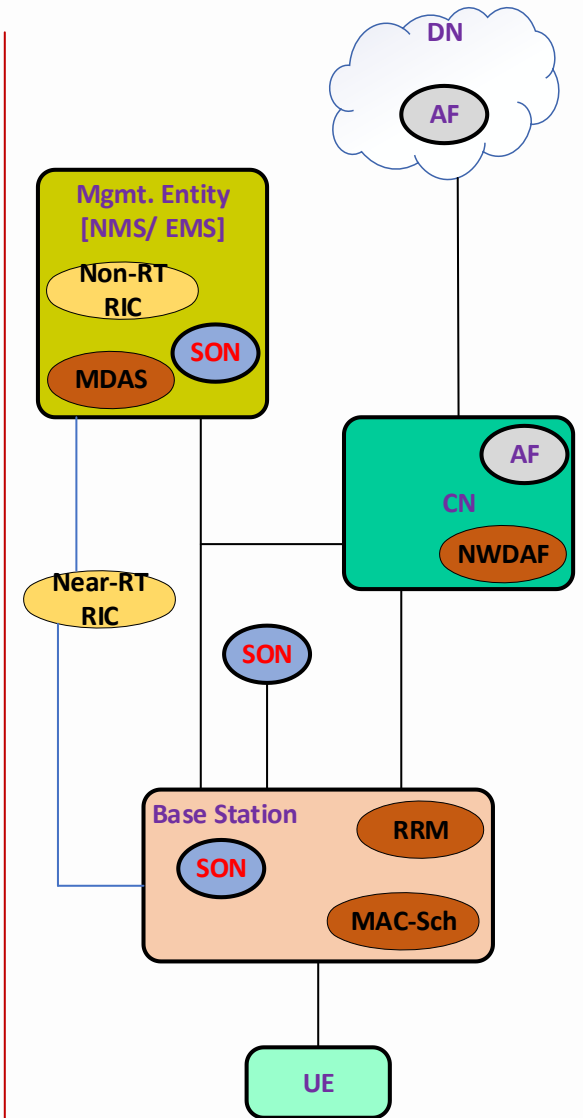 DN
AF
Mgmt. Entity
[NMS/ EMS]
Non-RT
RIC
SON
MDAS
AF
CN
NWDAF
Near-RT
RIC
SON
Base Station
RRM
SON
MAC-Sch
UE